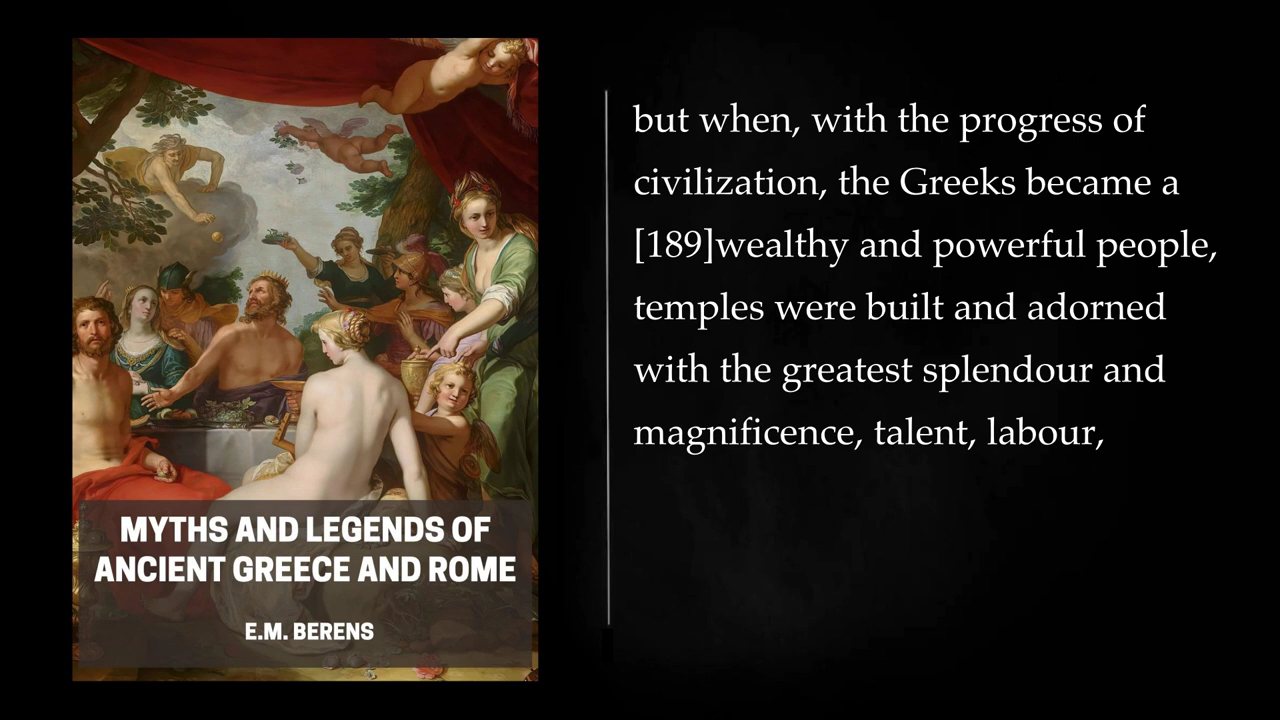 MYTHS AND LEGENDS OF
ANCIENT GREECE AND ROME
E.M. BERENS
but when, with the progress of
civilization, the Greeks became a
[189]wealthy and powerful people,
temples were built and adorned
with the greatest splendour and
magnificence, talent, labour,